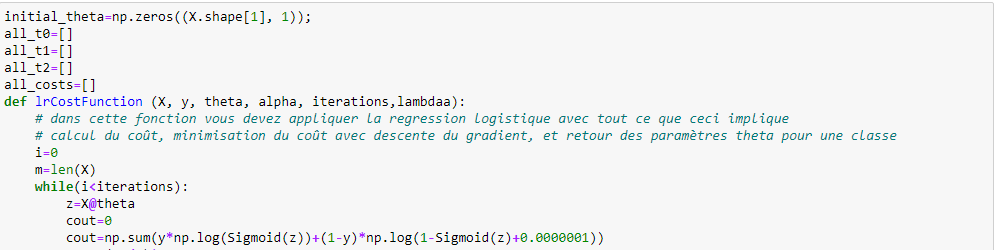 initial_theta=np.zeros((X.shape[1], 1));
all_t0=[]
all_t1=[]
all_t2=[]
all_costs=[]
def lrCostFunction (X, y, theta, alpha, iterations,lambdaa):
    # dans cette fonction vous devez appliquer la regression logistique avec tout ce que ceci implique
    # calcul du coût, minimisation du coût avec descente du gradient, et retour des paramètres theta pour une classe
    i=0
    m=len(X)
    while(i<iterations):
        z=X@theta
        cout=0
        cout=np.sum(y*np.log(Sigmoid(z))+(1-y)*np.log(1-Sigmoid(z)+0.0000001))